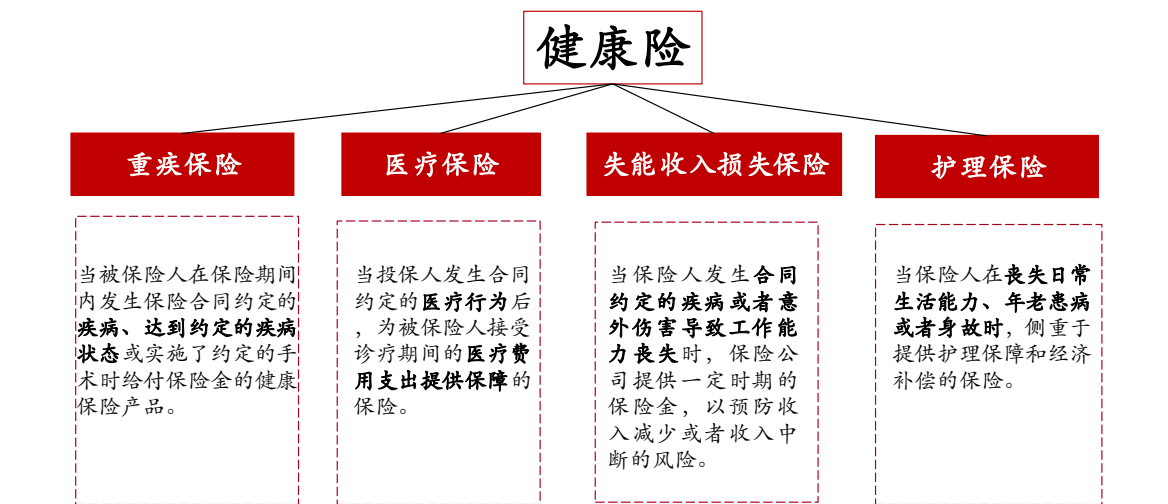 健康险
重疾保险
当被保险人在保险期间
内发生保险合同约定的
疾病、达到约定的疾病
状态或实施了约定的手
术时给付保险金的健康
保险产品。
医疗保险
当投保人发生合同
约定的医疗行为后
，为被保险人接受
诊疗期间的医疗费
用支出提供保障的
保险。
失能收入损失保险
当保险人发生合同
约定的疾病或者意
外伤害导致工作能
力丧失时，保险公
司提供一定时期的
保险金，以预防收
入减少或者收入中
断的风险。
护理保险
当保险人在丧失日常
生活能力、年老患病
或者身故时，侧重于
提供护理保障和经济
补偿的保险。